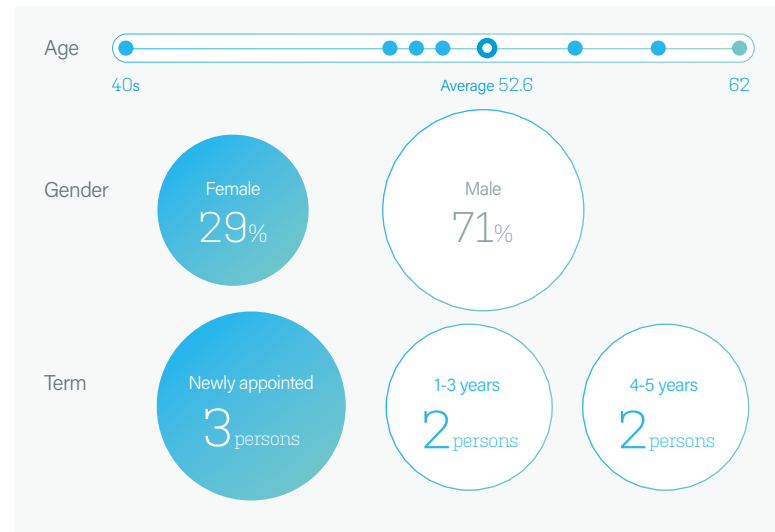 Age
40s
Average 52.6
62
Gender
Female
29%
Male
71%
Term
Newly appointed
3 persons
1-3 years
2 persons
4-5 years
2 persons